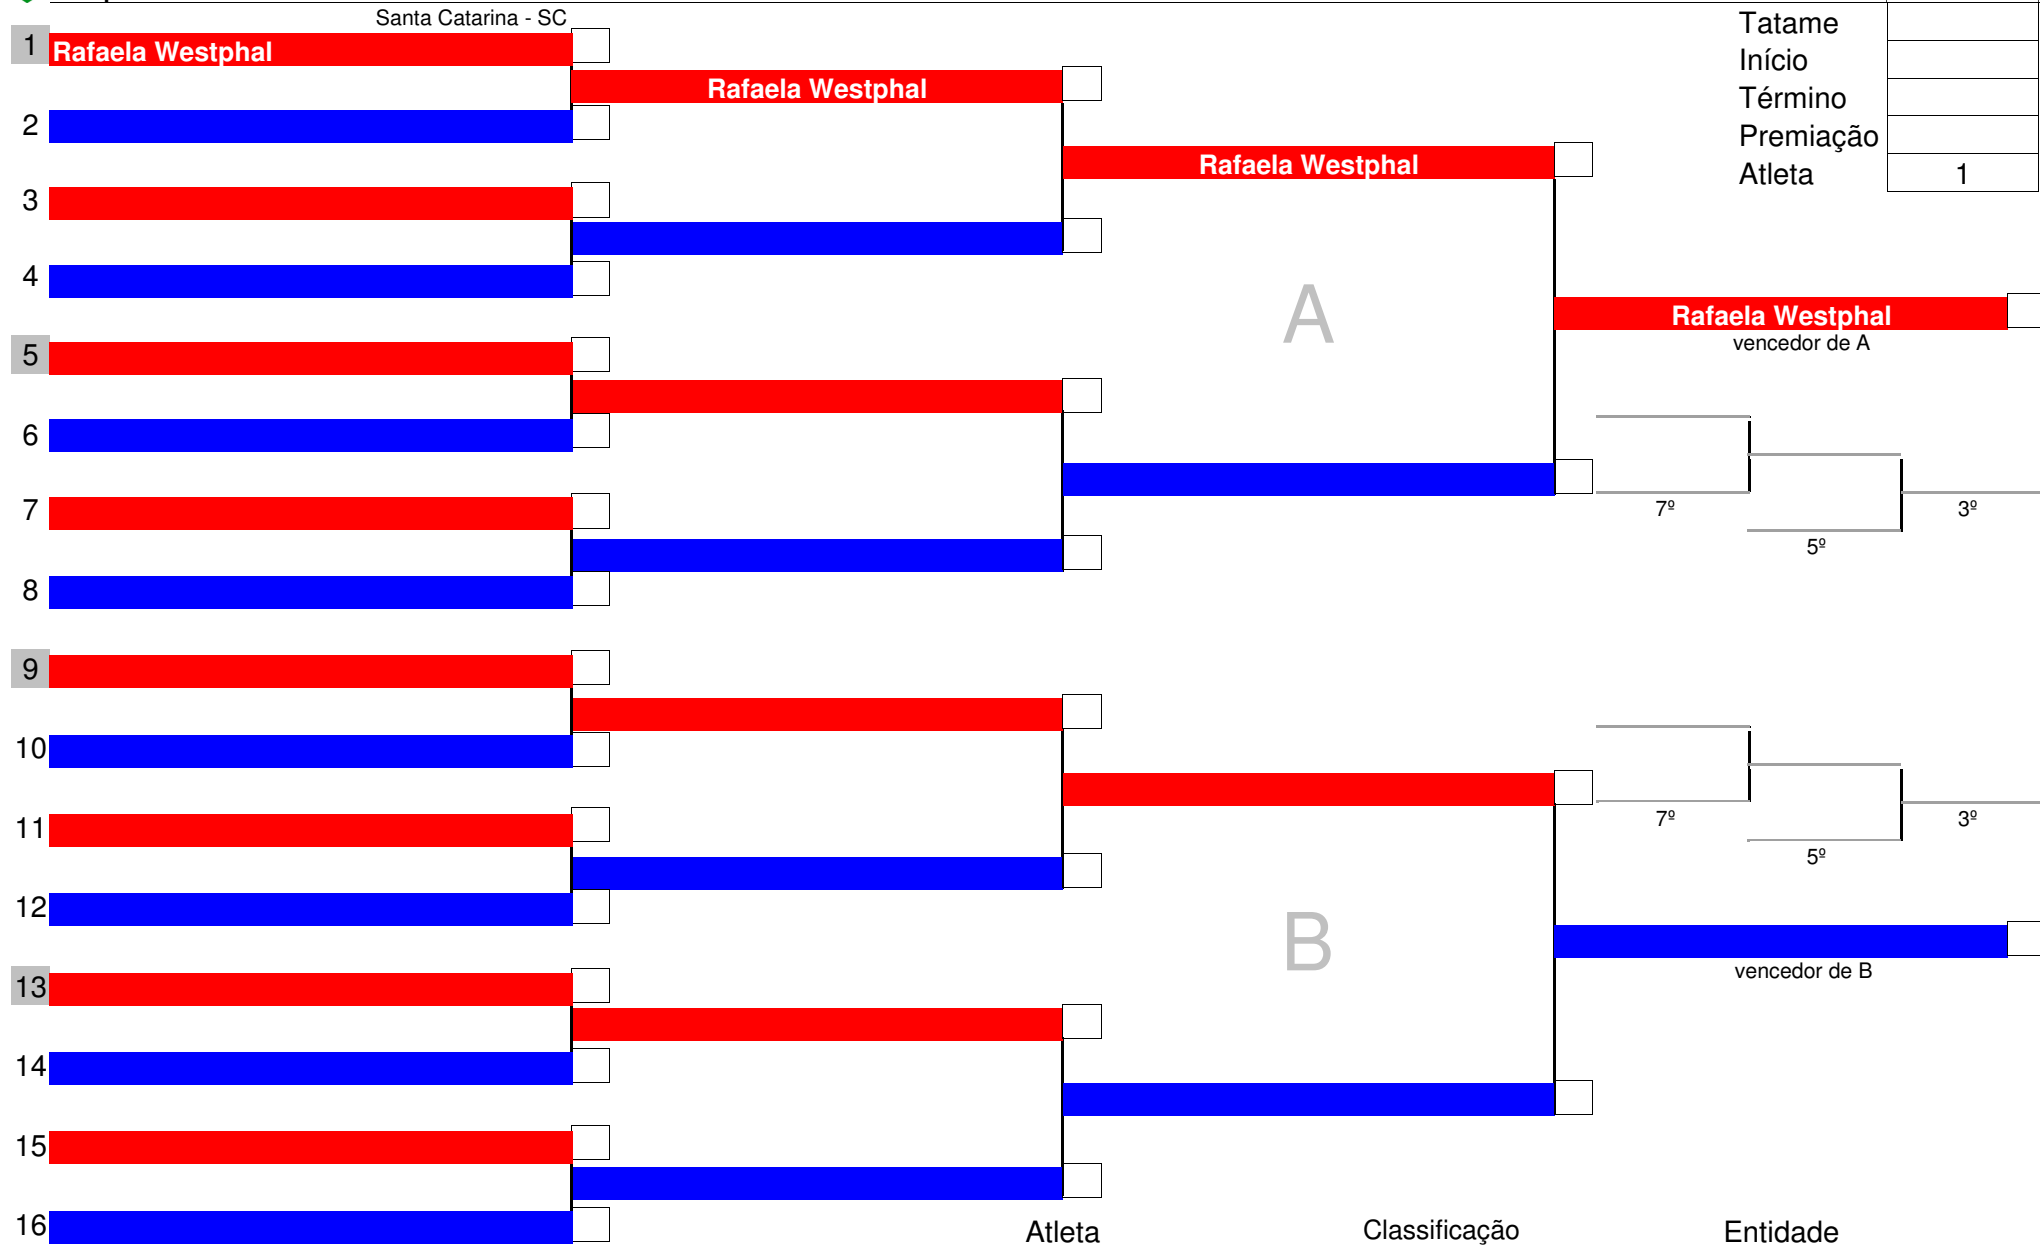 Santa Catarina - SC
Tatame
1 Rafaela Westphal
Início
Rafaela Westphal
Término
2
Premiação
Rafaela Westphal
Atleta 1
3
4
A
Rafaela Westphal
vencedor de A
5
6
7
7º 3º
5º
8
9
10
11
7º 3º
5º
12
B
vencedor de B
13
14
15
16
Atleta Classificação Entidade